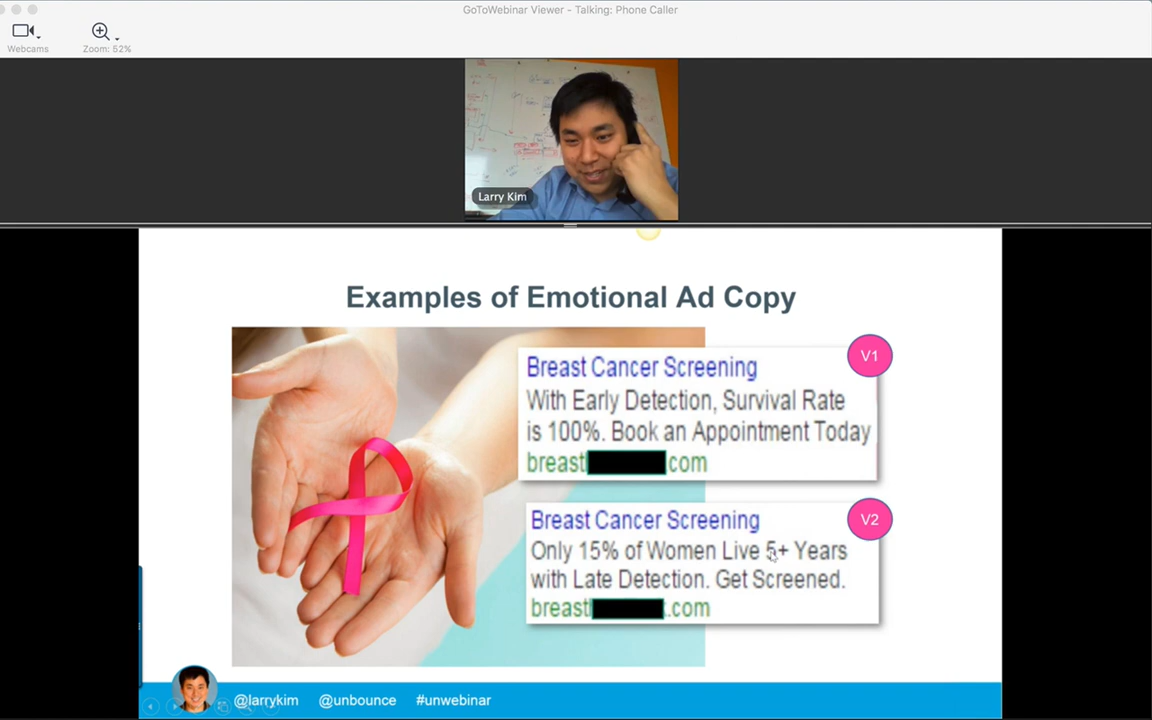 GoToWebinar Viewer - Talking: Phone Caller
Webcams
Zoom: 52%
Larry Kim
Examples of Emotional Ad Copy
V1
Breast Cancer Screening
With Early Detection, Survival Rate
is 100%. Book an Appointment Today
breast .com
V2
Breast Cancer Screening
Only 15% of Women Live 5+ Years
with Late Detection. Get Screened.
breast .com
@larrykim @unbounce #unwebinar